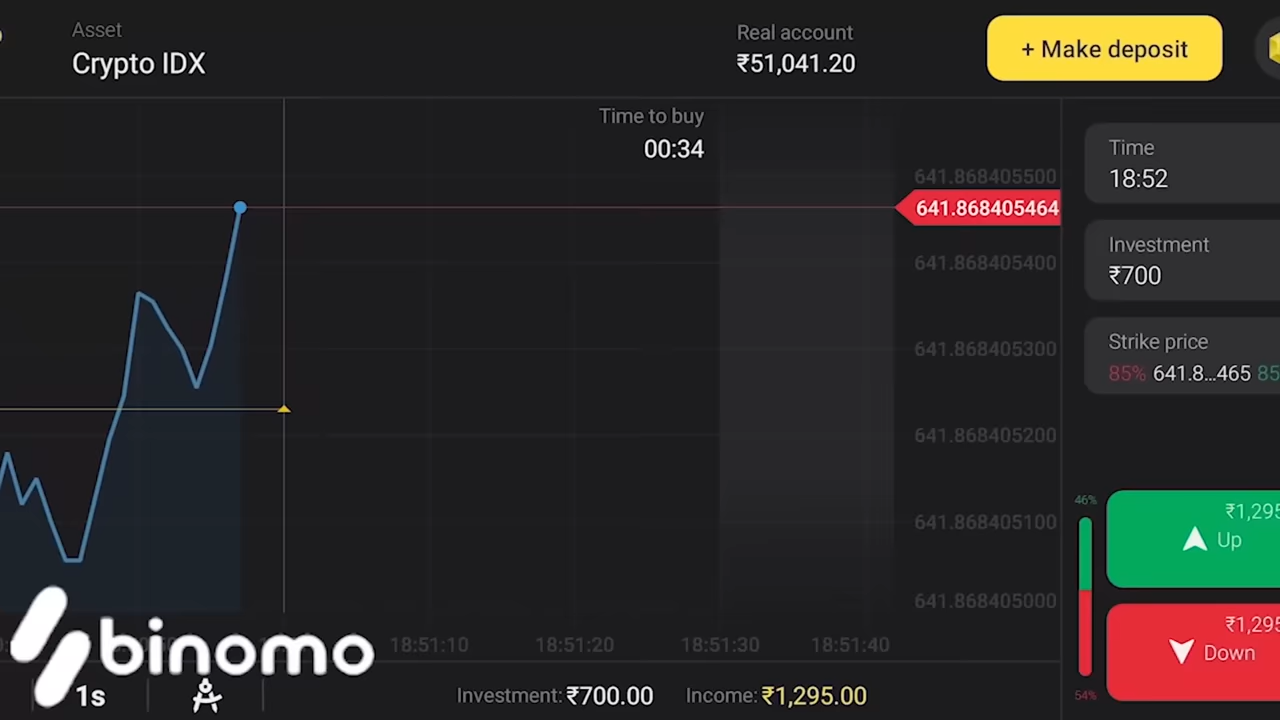 Asset
Crypto IDX
Real account
₹51,041.20
+ Make deposit
Time to buy
00:34
641.868405500
641.868405464
641.868405400
641.868405300
641.868405200
641.868405100
641.868405000
Time
18:52
Investment
₹700
Strike price
85% 641.8...465 85
46%
₹1,295
Up
₹1,295
Down
54%
18:51:10 18:51:20 18:51:30 18:51:40
binomo
1s
Investment: ₹700.00 Income: ₹1,295.00